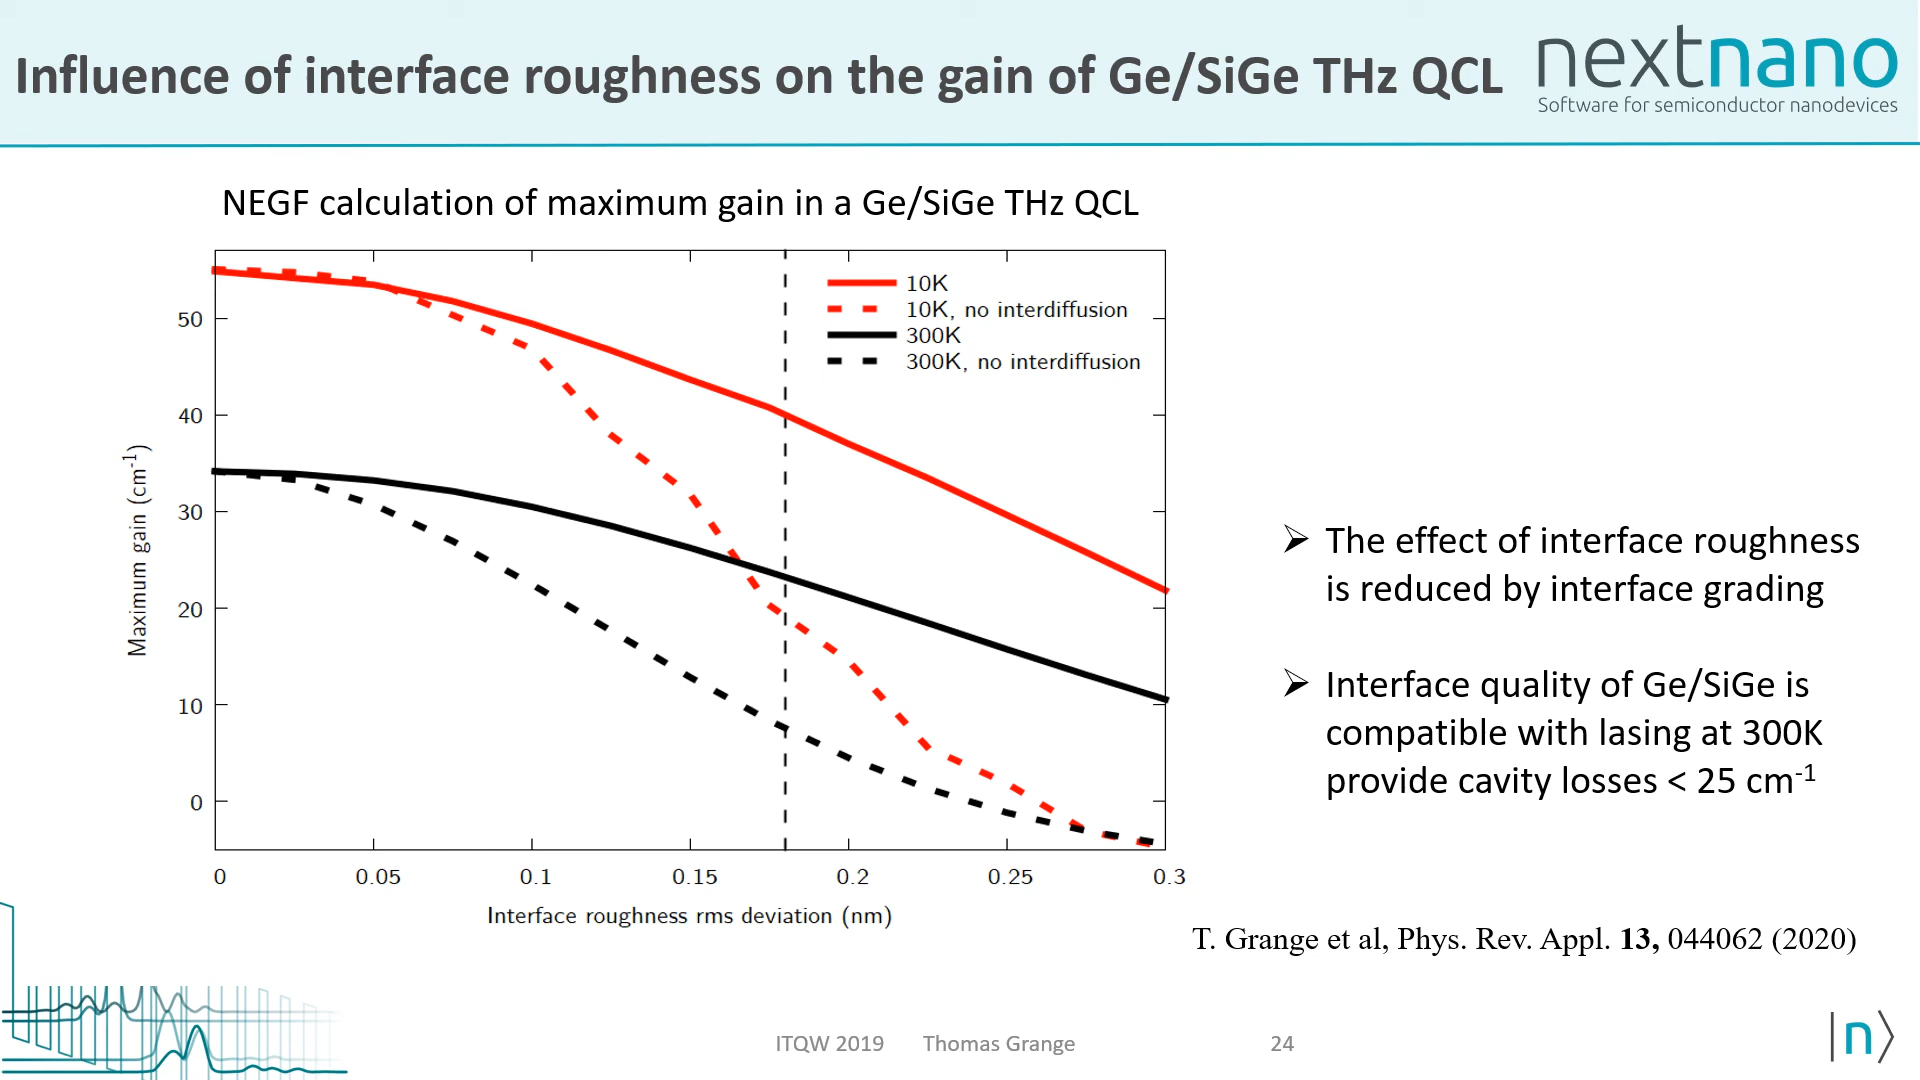 Influence of interface roughness on the gain of Ge/SiGe THz QCL
nextnano
Software for semiconductor nanodevices
NEGF calculation of maximum gain in a Ge/SiGe THz QCL
10K
10K, no interdiffusion
300K
300K, no interdiffusion
50
40
30
20
10
0
Maximum gain (cm-1)
0 0.05 0.1 0.15 0.2 0.25 0.3
Interface roughness rms deviation (nm)
➢ The effect of interface roughness
is reduced by interface grading
➢ Interface quality of Ge/SiGe is
compatible with lasing at 300K
provide cavity losses < 25 cm-1
T. Grange et al, Phys. Rev. Appl. 13, 044062 (2020)
ITQW 2019 Thomas Grange 24
|n⟩